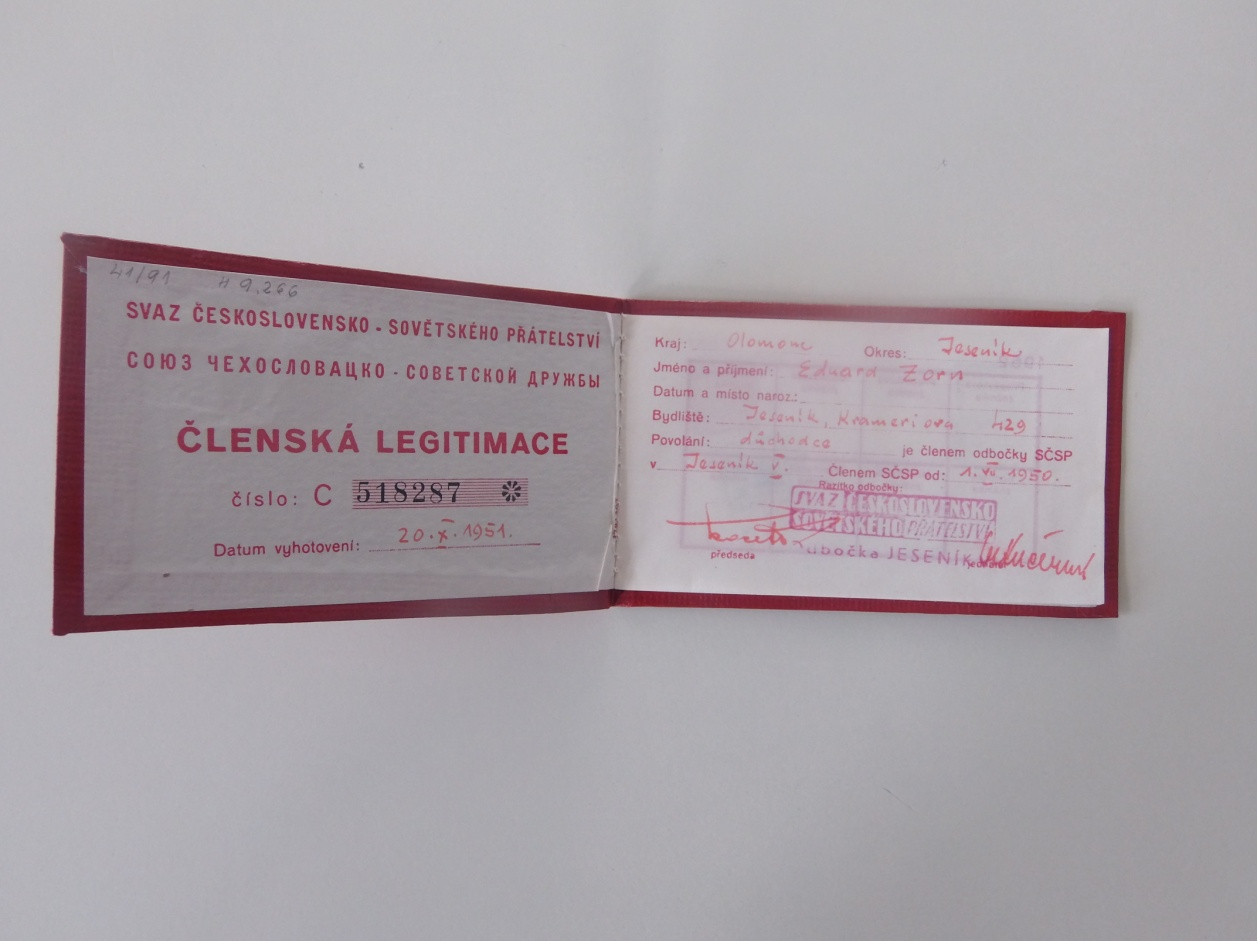 41/91 H 9.266
SVAZ ČESKOSLOVENSKO - SOVĚTSKÉHO PŘÁTELSTVÍ
СОЮЗ ЧЕХОСЛОВАЦКО - СОВЕТСКОЙ ДРУЖБЫ
ČLENSKÁ LEGITIMACE
číslo: C 518287
Datum vyhotovení: 20.X.1951.
Kraj: Olomouc Okres: Jeseník
Jméno a příjmení: Eduard Zorn
Datum a místo naroz.:
Bydliště: Jeseník, Krameriova 429
Povolání: důchodce je členem odbočky SČSP
v Jeseník V. Členem SČSP od: 1.VII.1950.
Razítko odbočky:
SVAZ ČESKOSLOVENSKO
SOVĚTSKÉHO PŘÁTELSTVÍ
odbočka JESENÍK
předseda jednatel